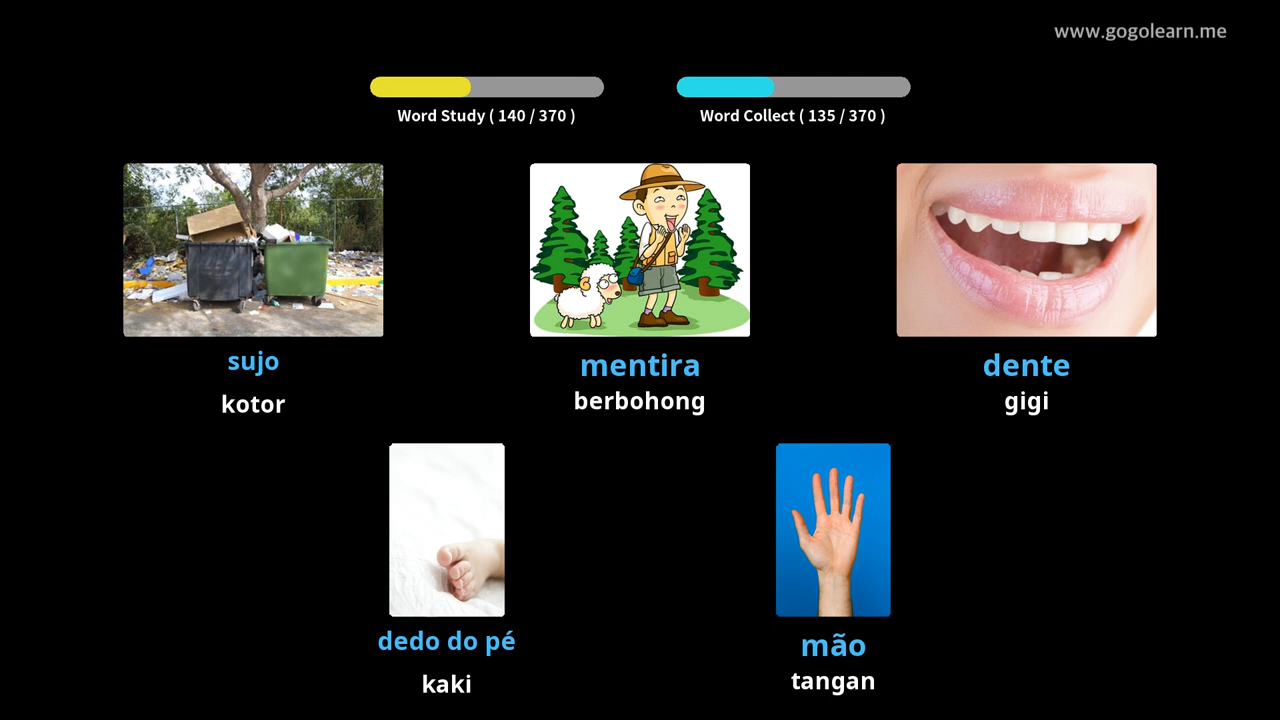 www.gogolearn.me
Word Study ( 140 / 370 )
Word Collect ( 135 / 370 )
sujo
kotor
mentira
berbohong
dente
gigi
dedo do pé
kaki
mão
tangan